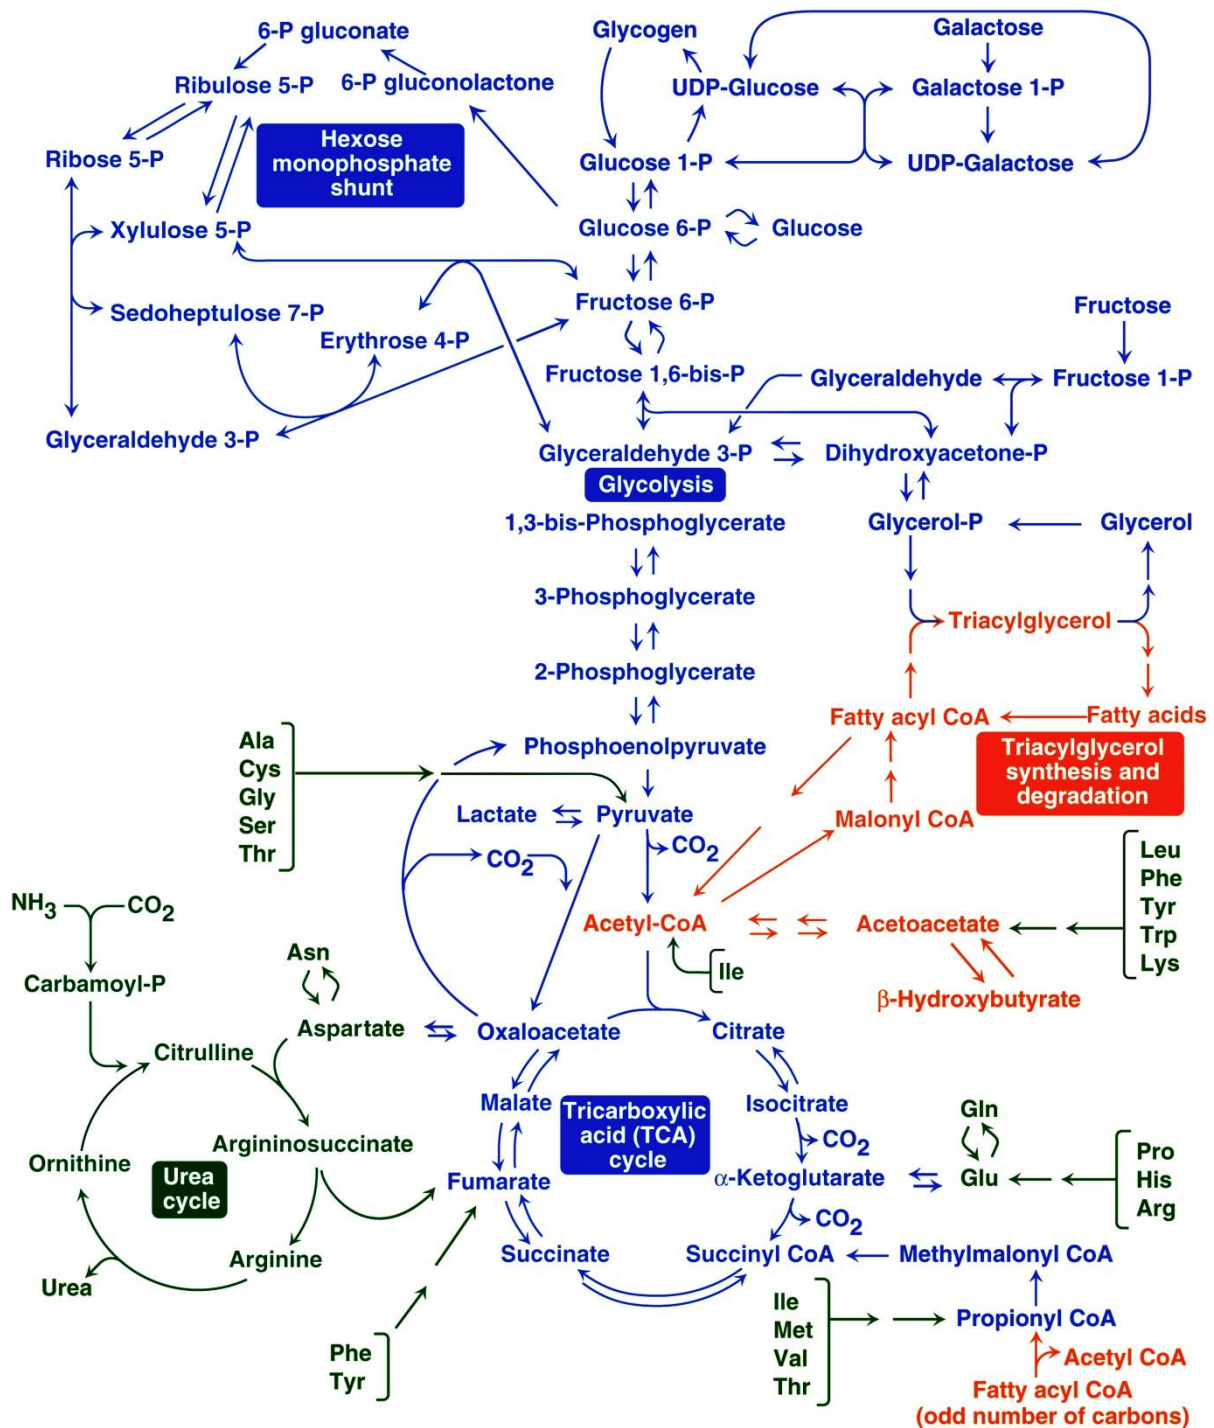 6-P gluconate
Glycogen
Galactose
Ribulose 5-P
6-P gluconolactone
UDP-Glucose
Galactose 1-P
Hexose
monophosphate
shunt
Ribose 5-P
Glucose 1-P
UDP-Galactose
Xylulose 5-P
Glucose 6-P
Glucose
Sedoheptulose 7-P
Fructose 6-P
Fructose
Erythrose 4-P
Fructose 1,6-bis-P
Glyceraldehyde
Fructose 1-P
Glyceraldehyde 3-P
Glyceraldehyde 3-P
Dihydroxyacetone-P
Glycolysis
1,3-bis-Phosphoglycerate
Glycerol-P
Glycerol
3-Phosphoglycerate
Triacylglycerol
2-Phosphoglycerate
Fatty acyl CoA
Fatty acids
Triacylglycerol
synthesis and
degradation
Ala
Cys
Gly
Ser
Thr
Phosphoenolpyruvate
Lactate
Pyruvate
Malonyl CoA
CO2
CO2
Leu
Phe
Tyr
Trp
Lys
NH3
CO2
Acetyl-CoA
Acetoacetate
Ile
Asn
Carbamoyl-P
β-Hydroxybutyrate
Aspartate
Oxaloacetate
Citrate
Citrulline
Malate
Tricarboxylic
acid (TCA)
cycle
Isocitrate
Gln
CO2
Argininosuccinate
Ornithine
Urea
cycle
Fumarate
α-Ketoglutarate
Glu
Pro
His
Arg
CO2
Arginine
Succinate
Succinyl CoA
Methylmalonyl CoA
Urea
Ile
Met
Val
Thr
Propionyl CoA
Phe
Tyr
Acetyl CoA
Fatty acyl CoA
(odd number of carbons)